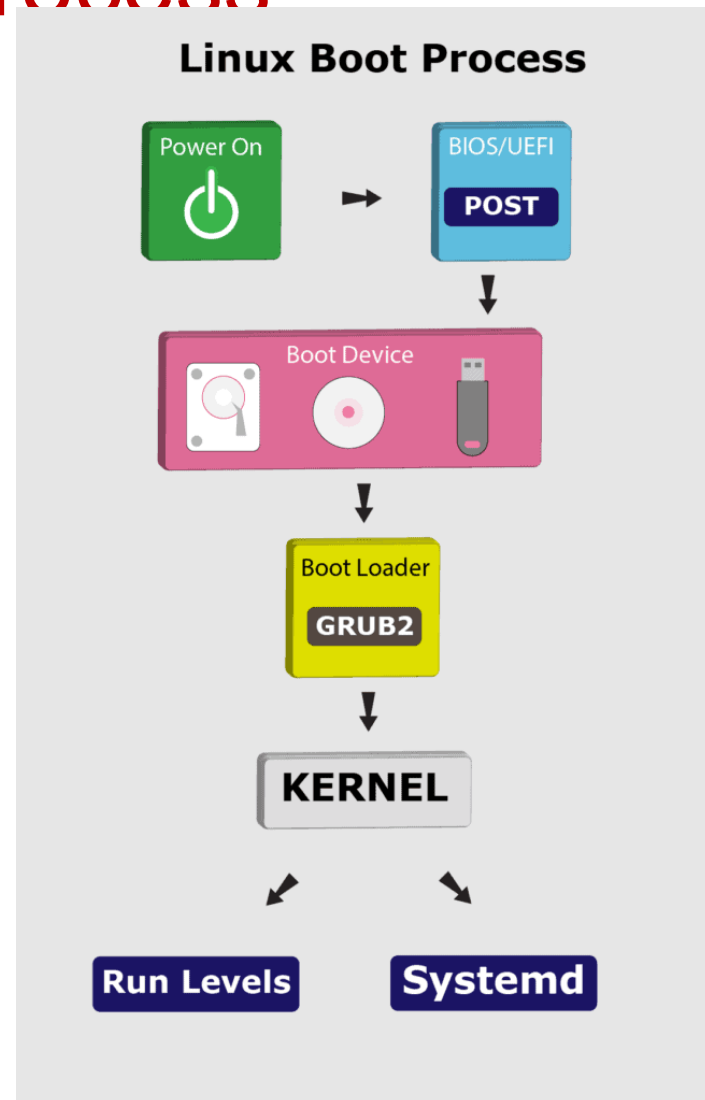 Linux Boot Process
Power On
BIOS/UEFI
POST
Boot Device
Boot Loader
GRUB2
KERNEL
Run Levels
Systemd